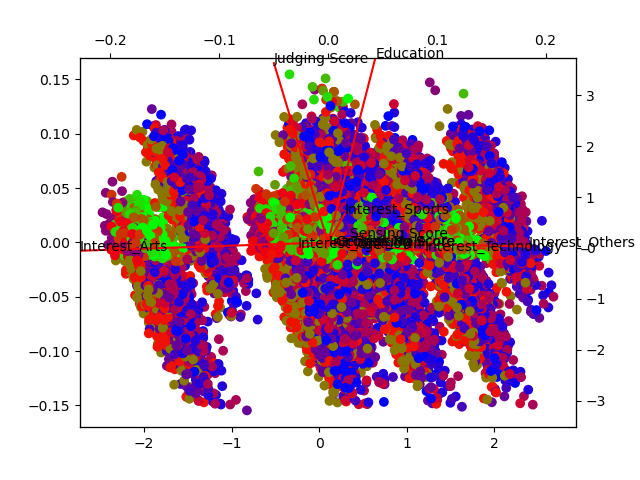 −0.2 −0.1 0.0 0.1 0.2
Judging Score
Education
0.15
0.10
0.05
0.00
−0.05
−0.10
−0.15
3
2
1
0
−1
−2
−3
Interest_Sports
Sensing Score
Interest_Arts
Interest_Technology
Interest_Others
−2 −1 0 1 2